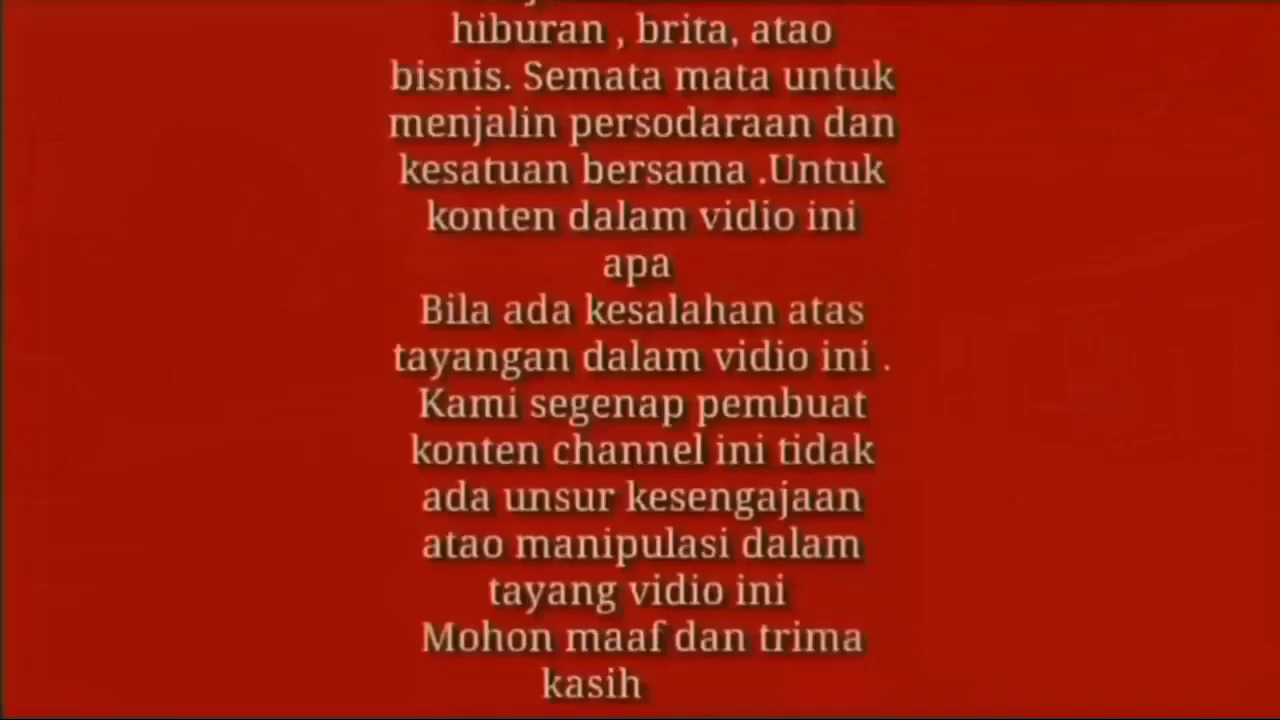 hiburan , brita, atao
bisnis. Semata mata untuk
menjalin persodaraan dan
kesatuan bersama .Untuk
konten dalam vidio ini
apa
Bila ada kesalahan atas
tayangan dalam vidio ini .
Kami segenap pembuat
konten channel ini tidak
ada unsur kesengajaan
atao manipulasi dalam
tayang vidio ini
Mohon maaf dan trima
kasih